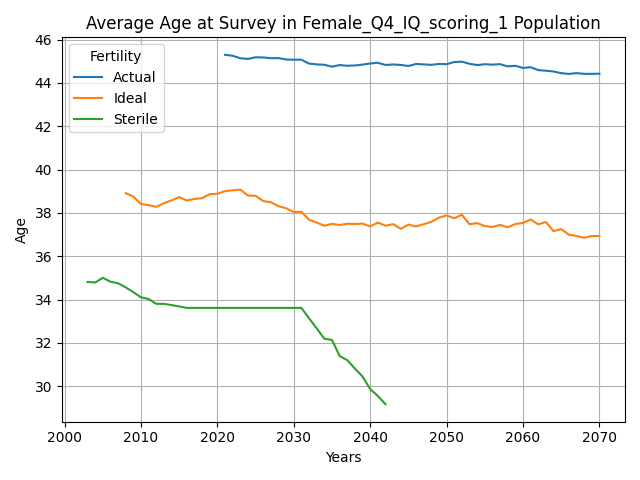 Average Age at Survey in Female_Q4_IQ_scoring_1 Population
Fertility
Actual
Ideal
Sterile
Age
46
44
42
40
38
36
34
32
30
2000 2010 2020 2030 2040 2050 2060 2070
Years